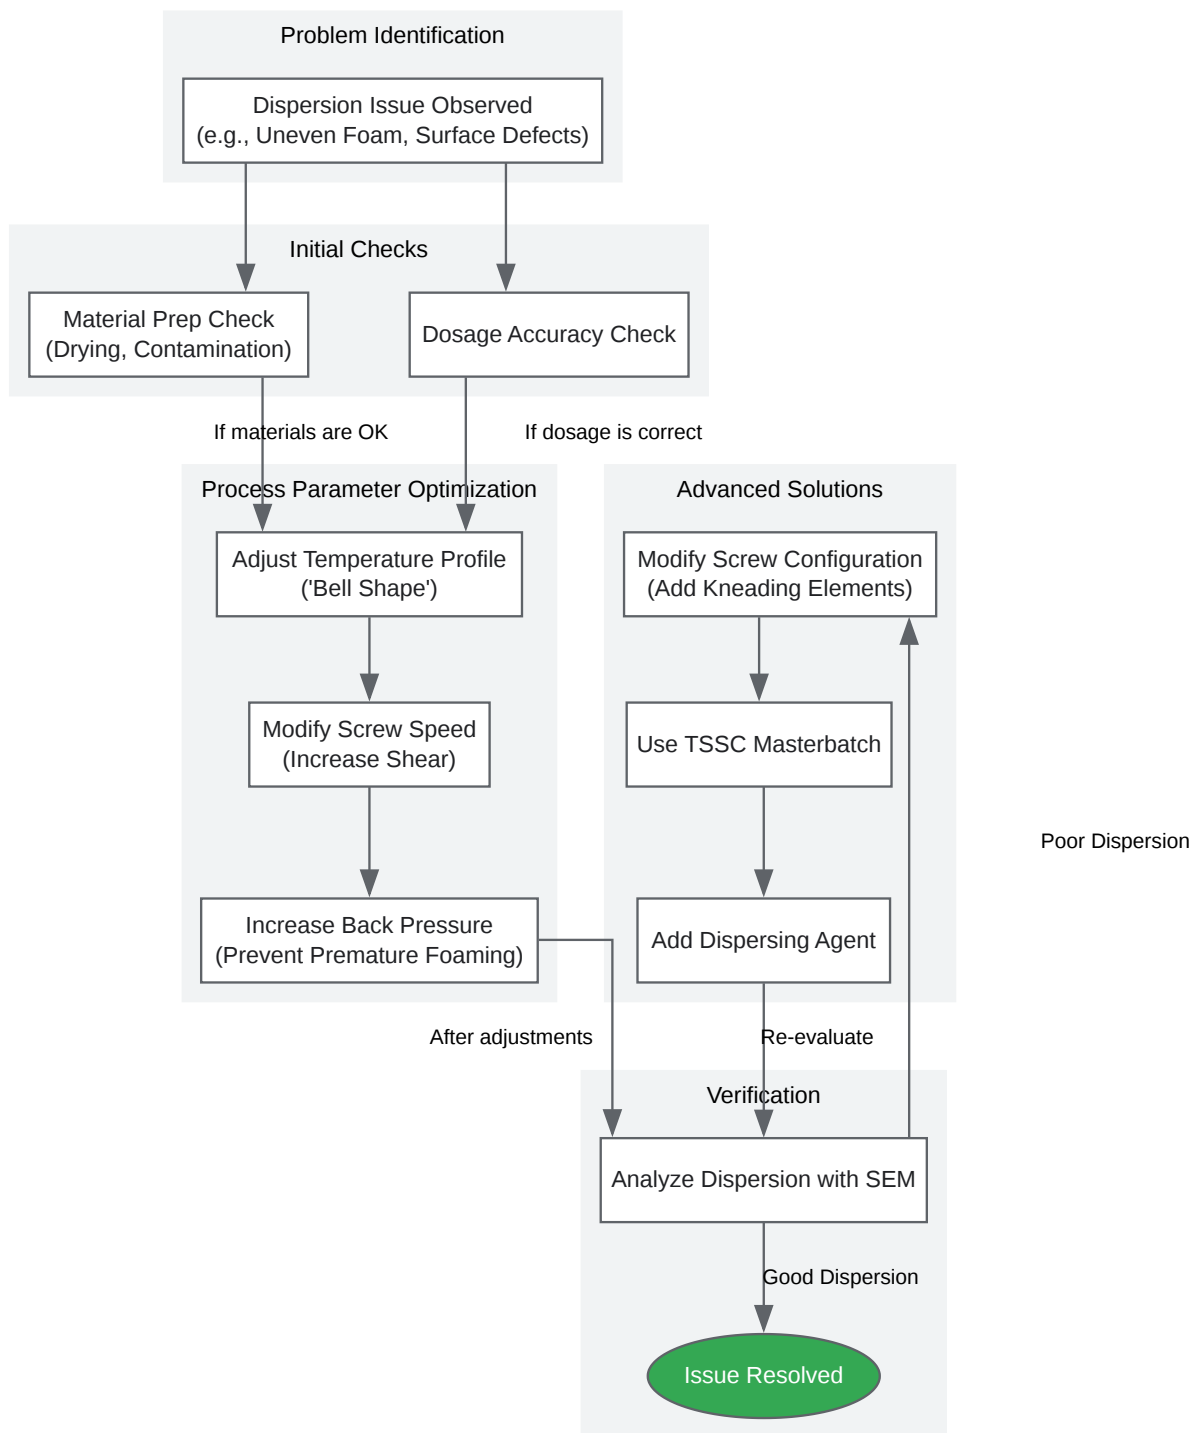 Problem Identification
Dispersion Issue Observed
(e.g., Uneven Foam, Surface Defects)
Initial Checks
Material Prep Check
(Drying, Contamination)
Dosage Accuracy Check
If materials are OK
If dosage is correct
Process Parameter Optimization
Adjust Temperature Profile
('Bell Shape')
Modify Screw Speed
(Increase Shear)
Increase Back Pressure
(Prevent Premature Foaming)
Advanced Solutions
Modify Screw Configuration
(Add Kneading Elements)
Use TSSC Masterbatch
Add Dispersing Agent
Poor Dispersion
After adjustments
Re-evaluate
Verification
Analyze Dispersion with SEM
Good Dispersion
Issue Resolved